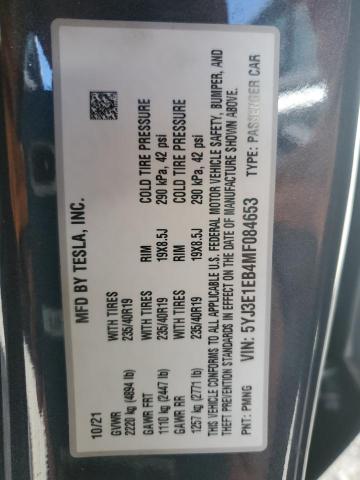 MFD BY TESLA, INC.
10/21
GVWR
2220 kg (4894 lb)
WITH TIRES
235/40R19
GAWR FRT
1110 kg (2447 lb)
WITH TIRES
235/40R19
RIM
19X8.5J
COLD TIRE PRESSURE
290 kPa, 42 psi
GAWR RR
1257 kg (2771 lb)
WITH TIRES
235/40R19
RIM
19X8.5J
COLD TIRE PRESSURE
290 kPa, 42 psi
THIS VEHICLE CONFORMS TO ALL APPLICABLE U.S. FEDERAL MOTOR VEHICLE SAFETY, BUMPER, AND
THEFT PREVENTION STANDARDS IN EFFECT ON THE DATE OF MANUFACTURE SHOWN ABOVE.
PNT: PMNG
VIN: 5YJ3E1EB4MF084653
TYPE: PASSENGER CAR